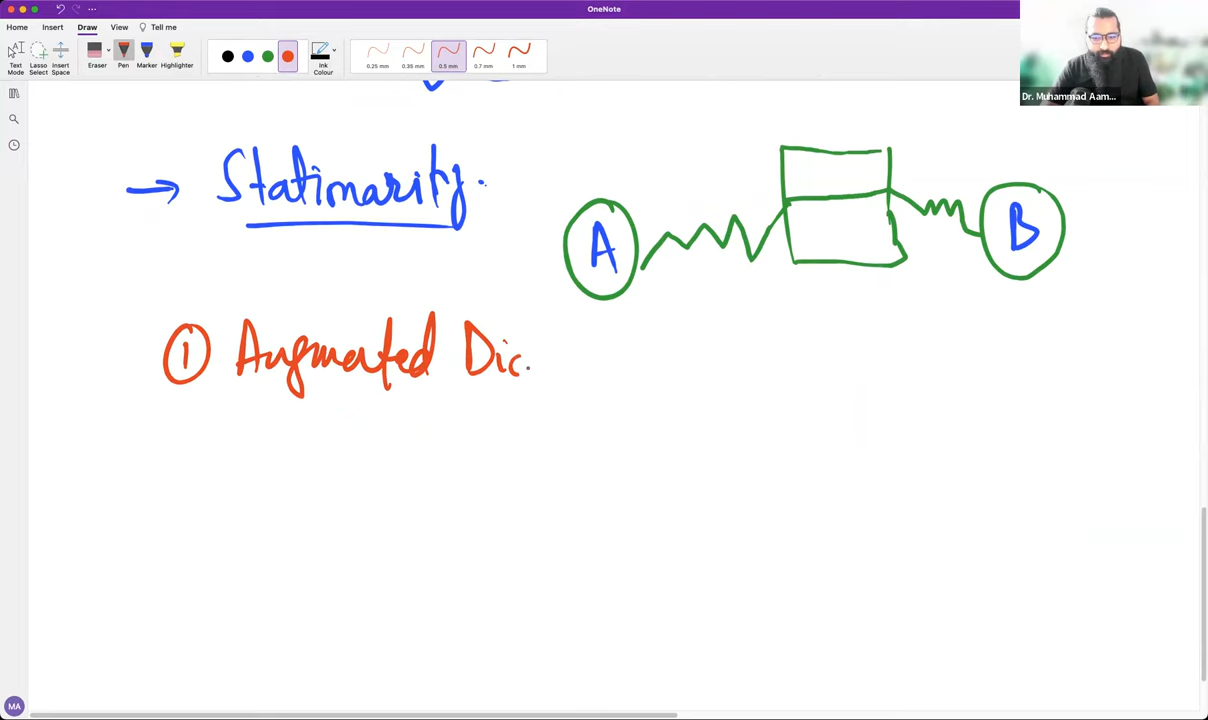 OneNote
Home Insert Draw View Tell me
Text Mode
Lasso Select
Insert Space
Eraser
Pen
Marker
Highlighter
Ink Colour
0.25 mm
0.35 mm
0.5 mm
0.7 mm
1 mm
Dr. Muhammad Aam...
→ Stationarity.
A
B
① Augmented Dic
MA